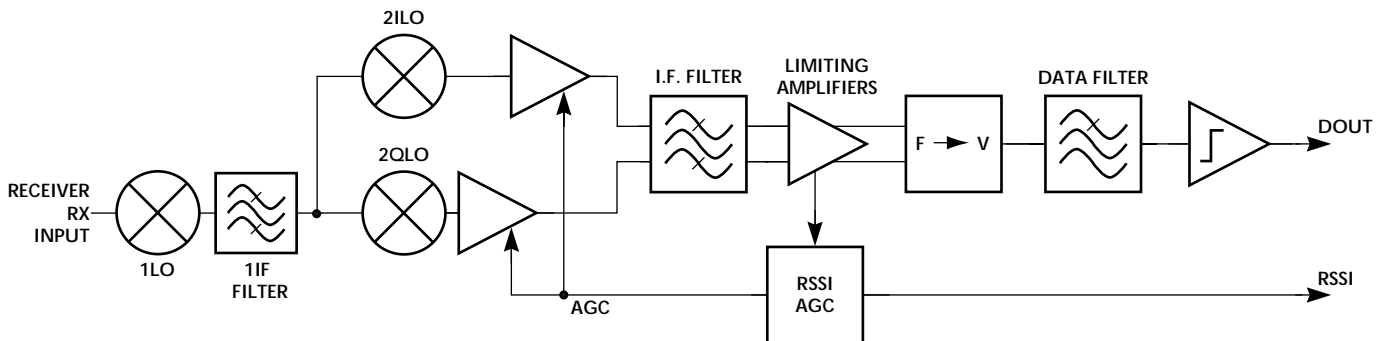 2ILO
I.F. FILTER
LIMITING
AMPLIFIERS
DATA FILTER
2QLO
F V
DOUT
RECEIVER
RX
INPUT
1LO
1IF
FILTER
AGC
RSSI
AGC
RSSI